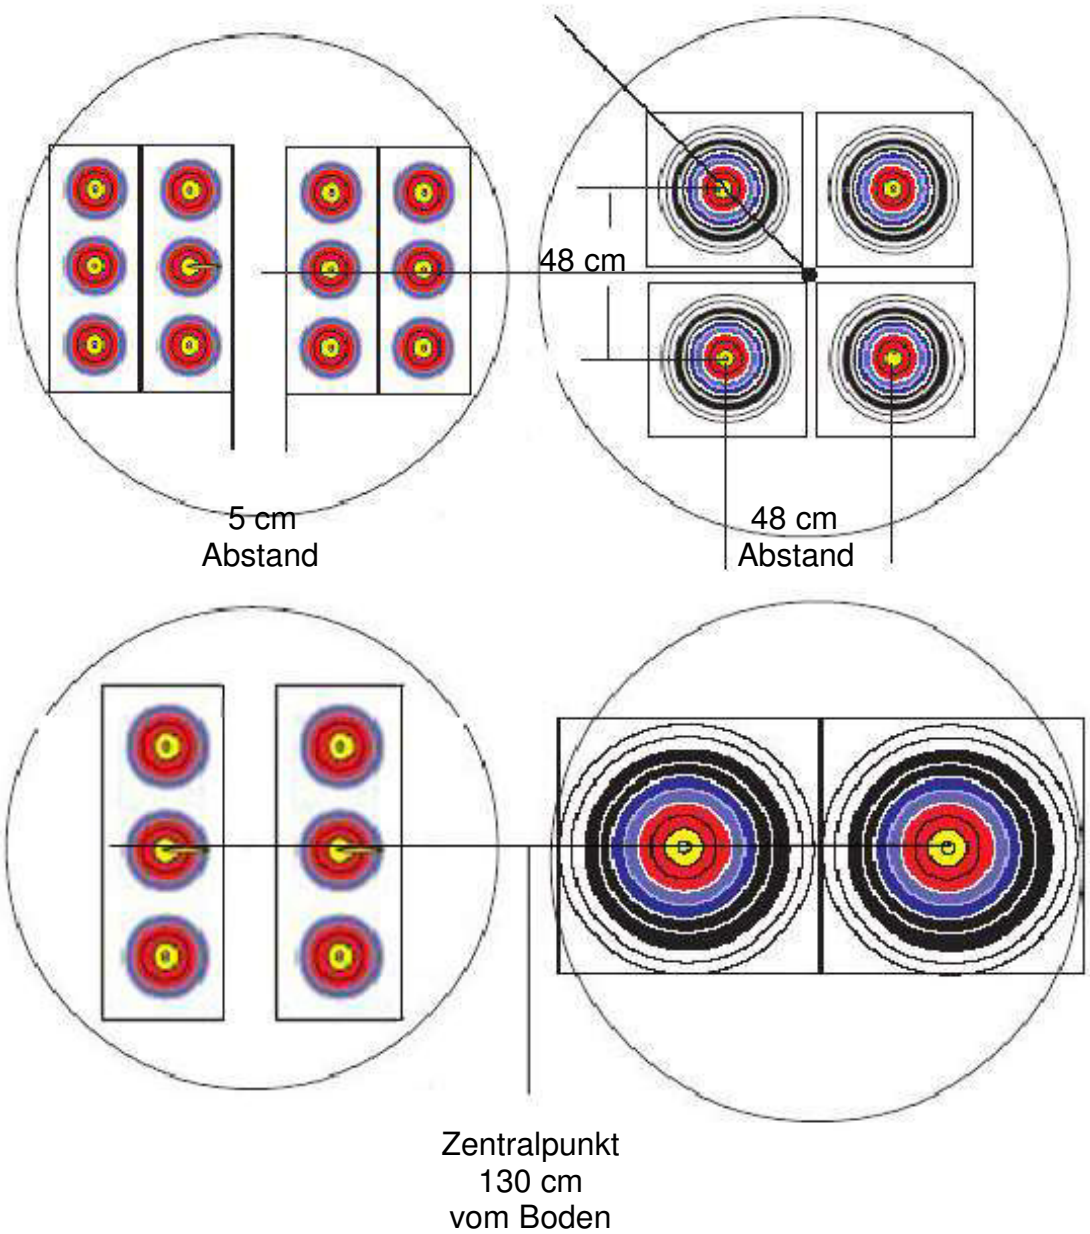 48 cm
5 cm
Abstand
48 cm
Abstand
Zentralpunkt
130 cm
vom Boden